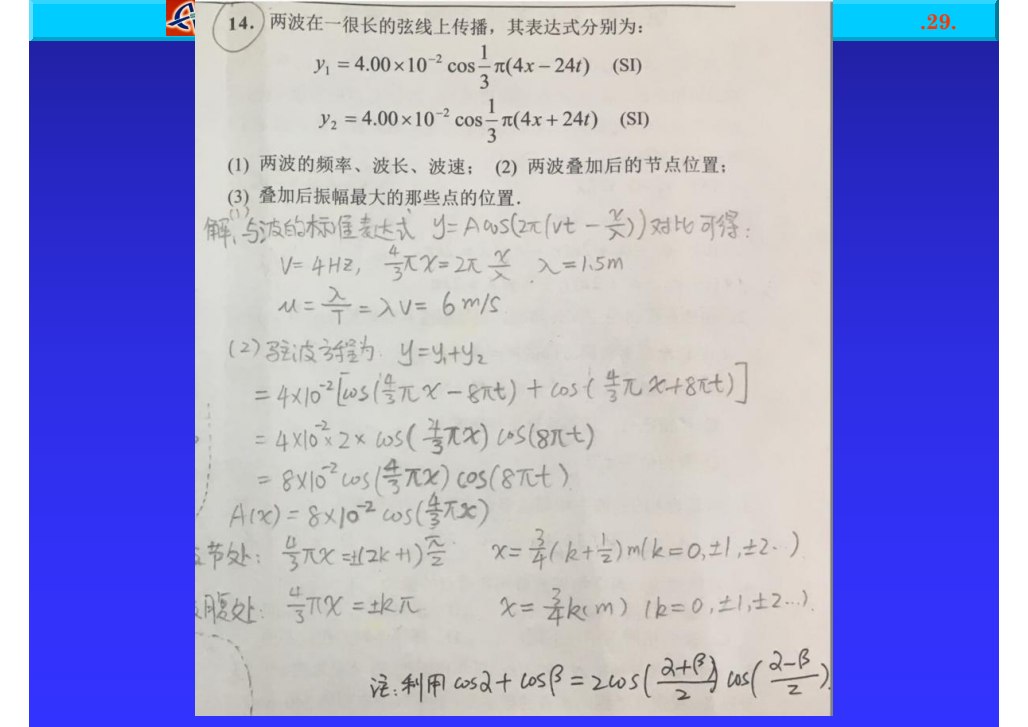 .29.
14. 两波在一很长的弦线上传播，其表达式分别为：
y₁ = 4.00×10⁻² cos 1/3 π(4x − 24t) (SI)
y₂ = 4.00×10⁻² cos 1/3 π(4x + 24t) (SI)
(1) 两波的频率、波长、波速；(2) 两波叠加后的节点位置；
(3) 叠加后振幅最大的那些点的位置.
解：(1) 与波的标准表达式 y=Acos(2π(νt − x/λ)) 对比可得：
ν= 4Hz, 4/3 πx=2π x/λ λ=1.5m
u= λ/T = λν= 6m/s
(2) 驻波方程为: y=y₁+y₂
= 4×10⁻²[cos(4/3 πx − 8πt) + cos(4/3 πx+8πt)]
= 4×10⁻²×2× cos(4/3 πx) cos(8πt)
= 8×10⁻² cos(4/3 πx) cos(8πt)
A(x) = 8×10⁻² cos(4/3 πx)
节处: 4/3 πx =±(2k+1) π/2 x= 3/4 (k+ 1/2) m(k=0,±1,±2…)
腹处: 4/3 πx =±kπ x= 3/4 k(m) (k=0,±1,±2…).
注:利用 cosα+ cosβ=2cos( α+β/2 ) cos( α−β/2 ).